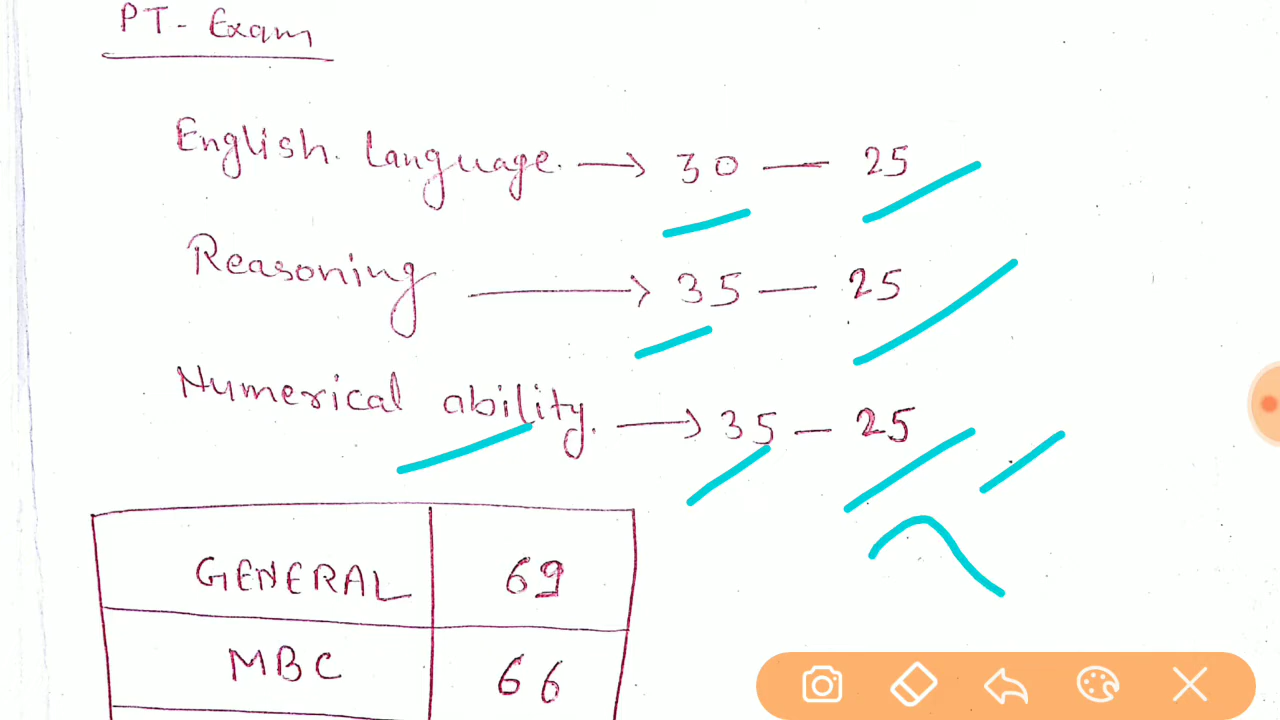 PT- Exam
English. language. → 30 — 25
Reasoning → 35 — 25
Numerical ability. → 35 — 25
GENERAL 69
MBC 66